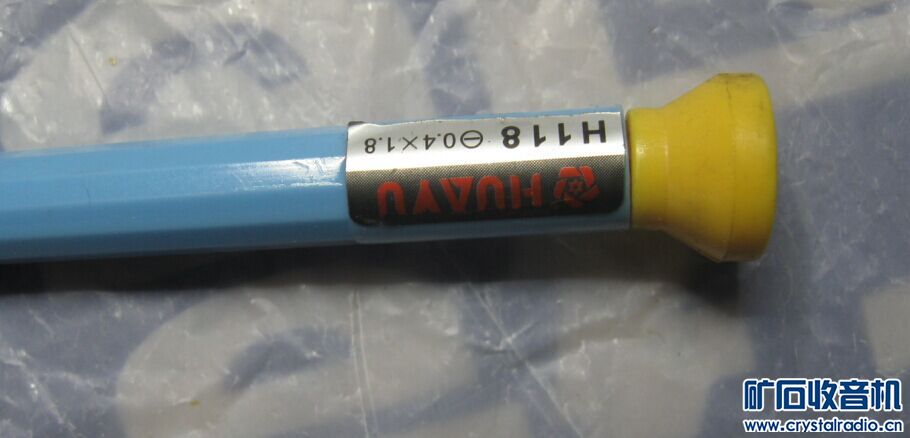 HUAYU
H118 ⊖0.4×1.8
矿石收音机
www.crystalradio.cn